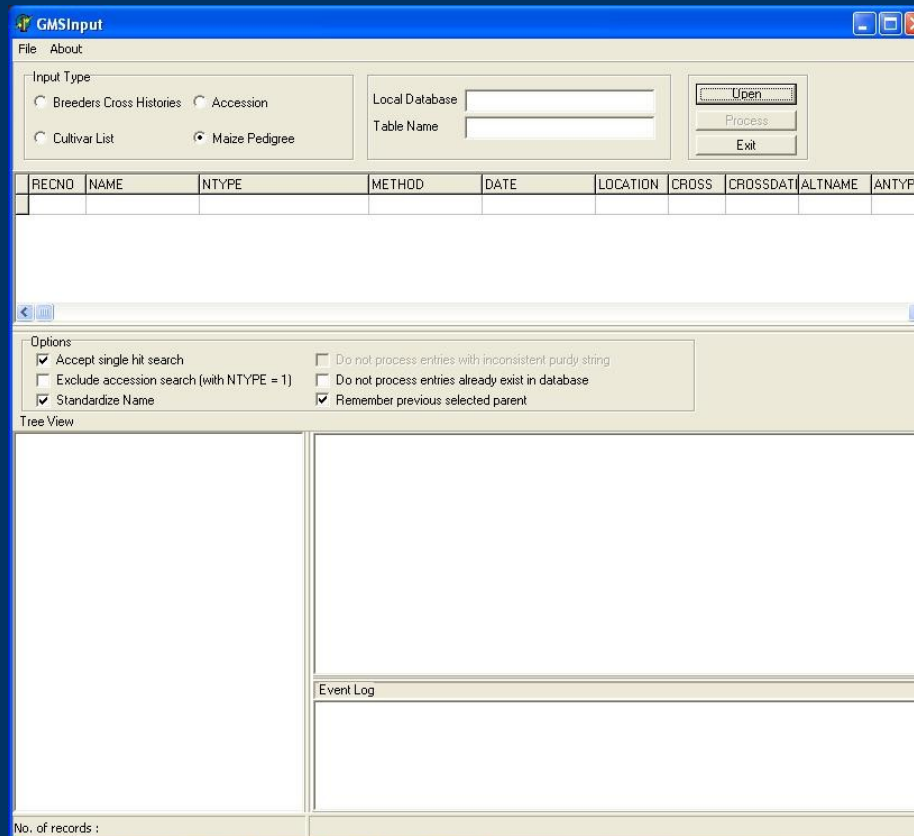 GMSInput
File About
Input Type
Breeders Cross Histories Accession
Cultivar List Maize Pedigree
Local Database
Table Name
Open
Process
Exit
RECNO NAME NTYPE METHOD DATE LOCATION CROSS CROSSDATI ALTNAME ANTYP
Options
Accept single hit search
Exclude accession search (with NTYPE = 1)
Standardize Name
Do not process entries with inconsistent purdy string
Do not process entries already exist in database
Remember previous selected parent
Tree View
Event Log
No. of records :